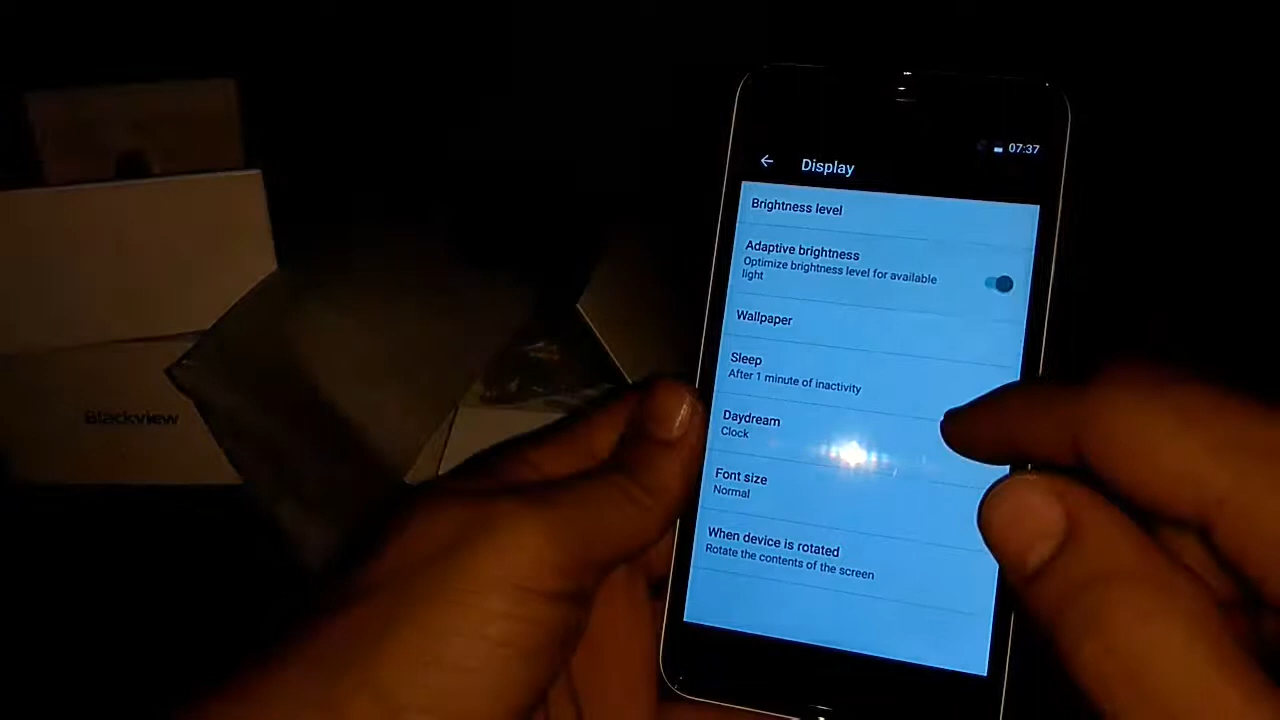 07:37
Display
Brightness level
Adaptive brightness
Optimize brightness level for available
light
Wallpaper
Sleep
After 1 minute of inactivity
Daydream
Clock
Font size
Normal
When device is rotated
Rotate the contents of the screen
Blackview